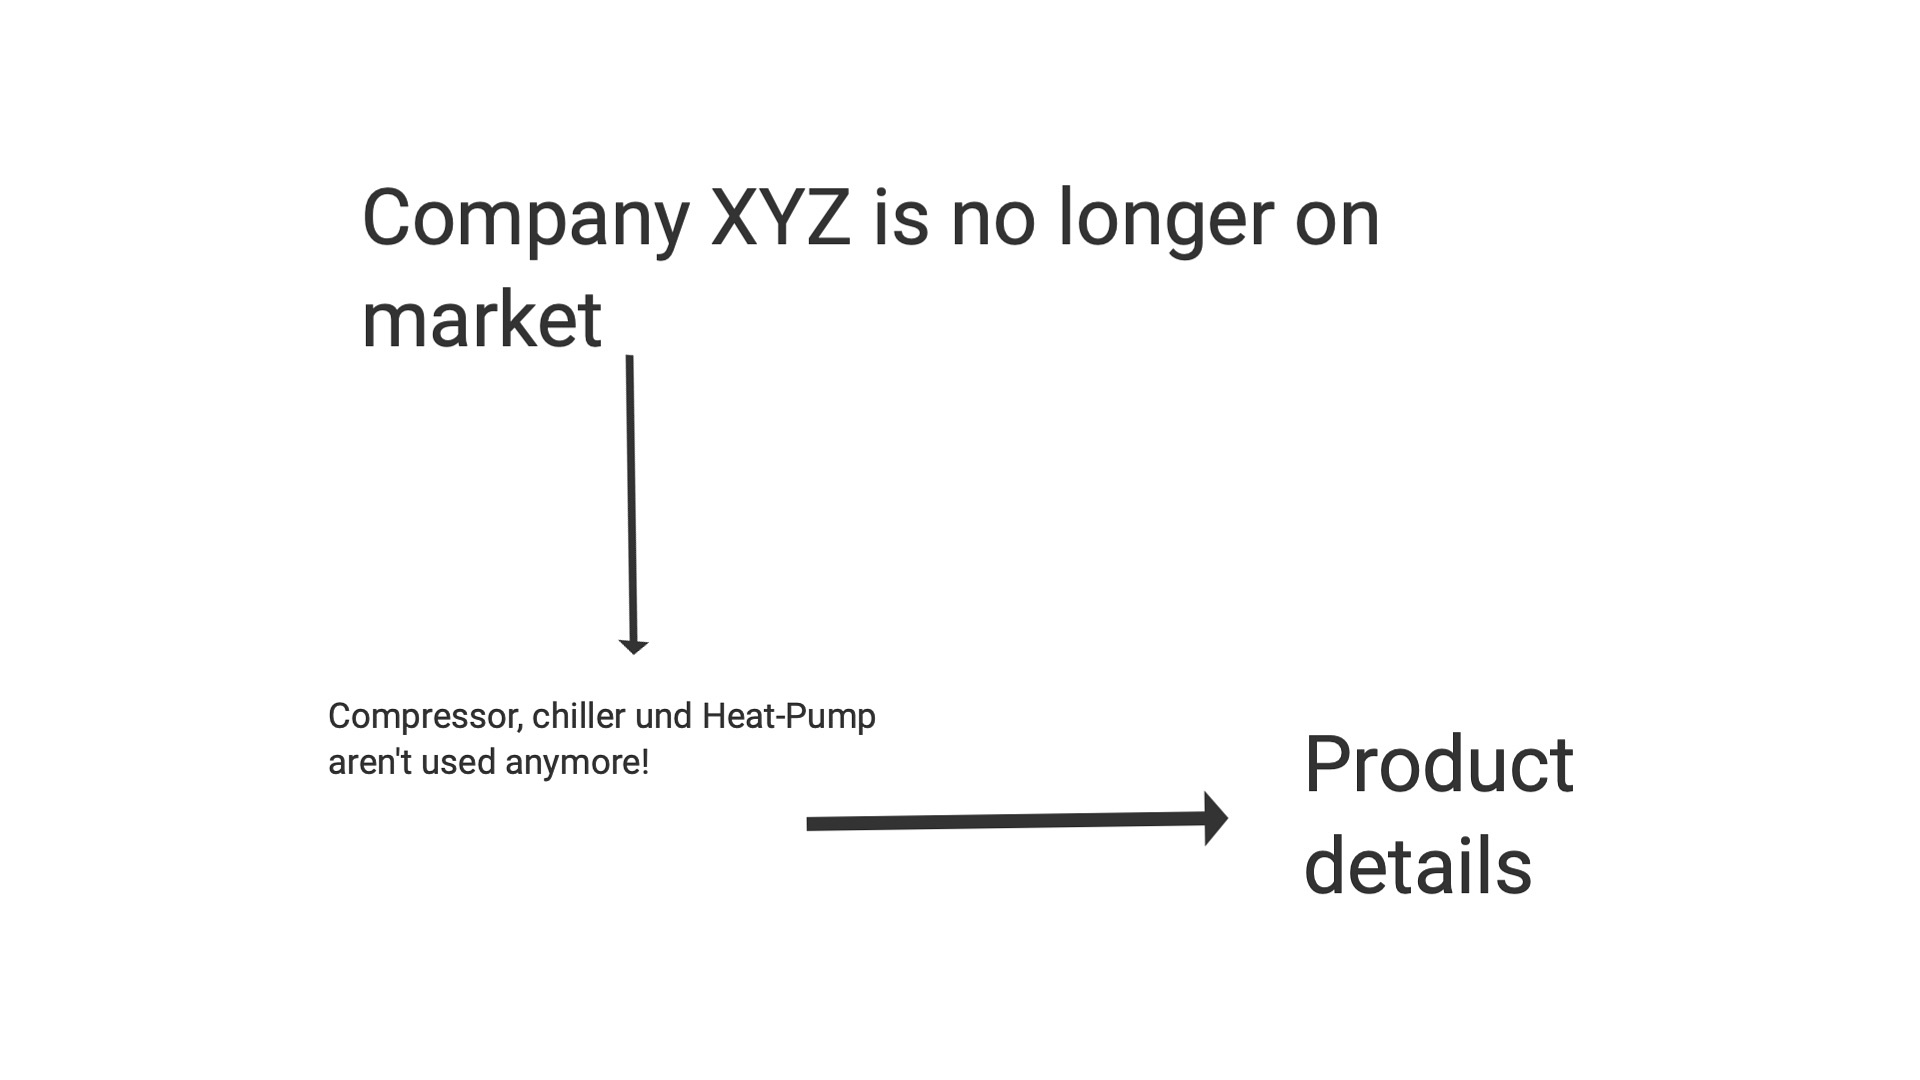 Company XYZ is no longer on
market
Compressor, chiller und Heat-Pump
aren't used anymore!
Product
details